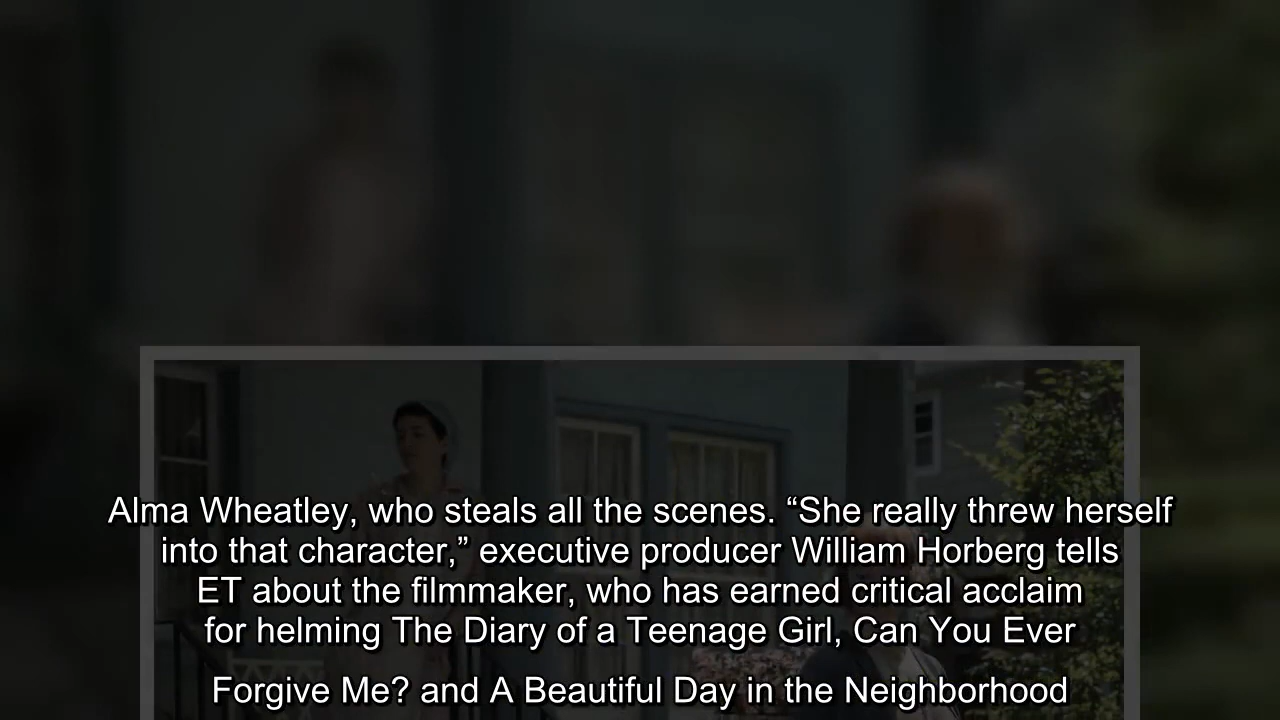 Alma Wheatley, who steals all the scenes. “She really threw herself
into that character,” executive producer William Horberg tells
ET about the filmmaker, who has earned critical acclaim
for helming The Diary of a Teenage Girl, Can You Ever
Forgive Me? and A Beautiful Day in the Neighborhood